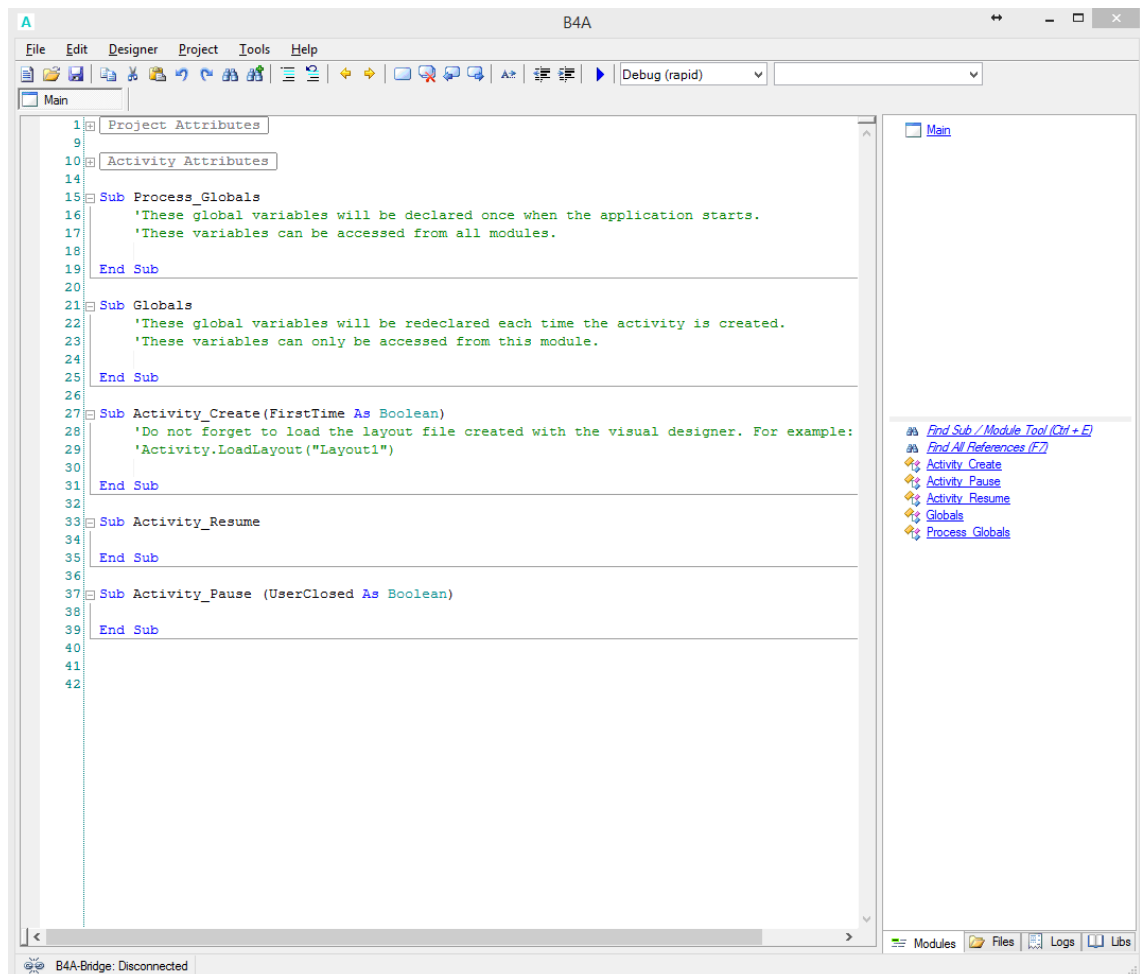 A B4A
File Edit Designer Project Tools Help
Debug (rapid)
Main
1 Project Attributes
9
10 Activity Attributes
14
15 Sub Process_Globals
16 'These global variables will be declared once when the application starts.
17 'These variables can be accessed from all modules.
18
19 End Sub
20
21 Sub Globals
22 'These global variables will be redeclared each time the activity is created.
23 'These variables can only be accessed from this module.
24
25 End Sub
26
27 Sub Activity_Create(FirstTime As Boolean)
28 'Do not forget to load the layout file created with the visual designer. For example:
29 'Activity.LoadLayout("Layout1")
30
31 End Sub
32
33 Sub Activity_Resume
34
35 End Sub
36
37 Sub Activity_Pause (UserClosed As Boolean)
38
39 End Sub
40
41
42
Main
Find Sub / Module Tool (Ctrl + E)
Find All References (F7)
Activity_Create
Activity_Pause
Activity_Resume
Globals
Process_Globals
Modules Files Logs Libs
B4A-Bridge: Disconnected